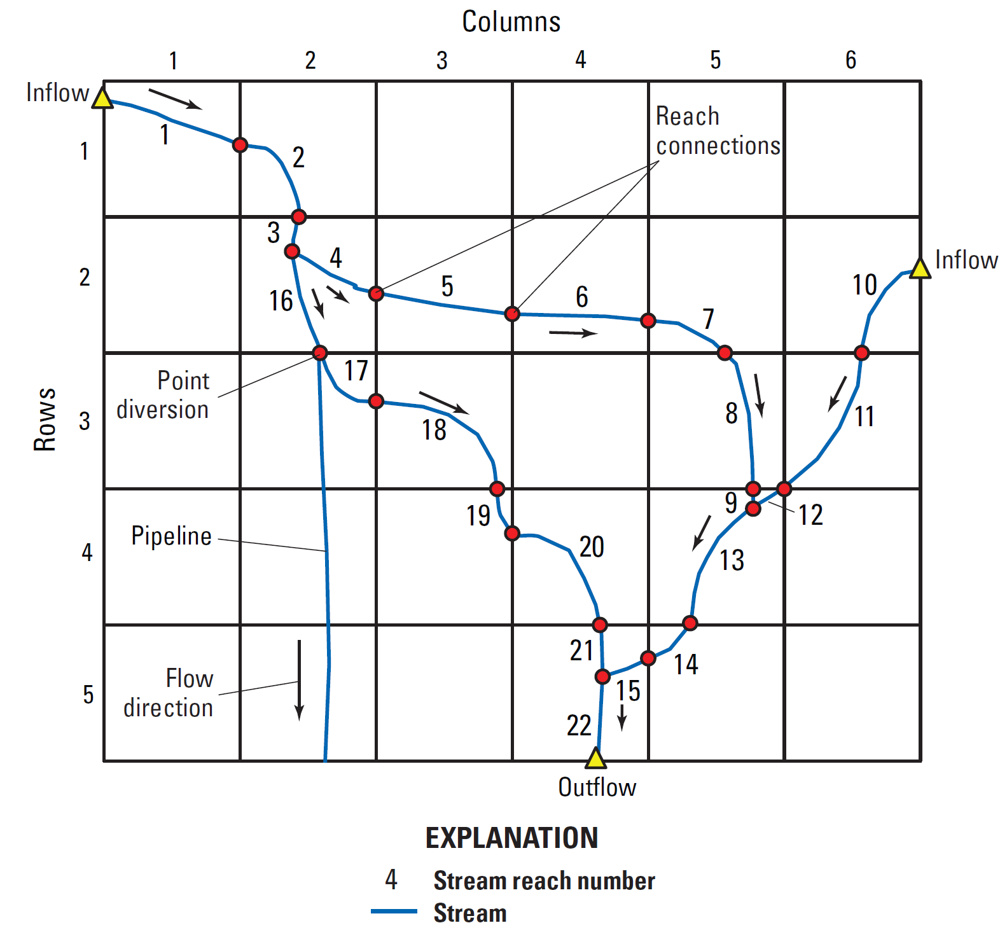 Columns
1 2 3 4 5 6
Inflow
Reach
connections
1
1
2
3
4
2
5
6
7
10
Inflow
16
Point
diversion
17
Rows
3
18
8
11
9
12
19
Pipeline
4
20
13
21
14
Flow
direction
5
15
22
Outflow
EXPLANATION
4 Stream reach number
Stream